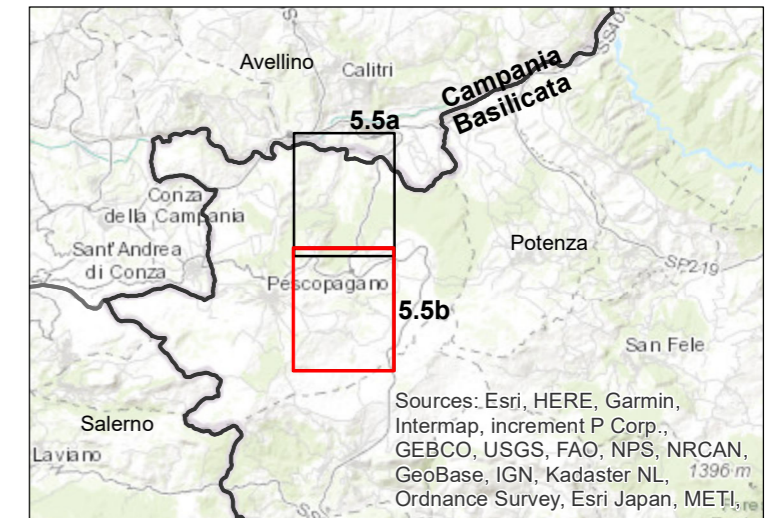 SS401
Avellino
Calitri
Campania
Basilicata
5.5a
Conza
della Campania
Potenza
Sant'Andrea
di Conza
SP219
Pescopagano
5.5b
San Fele
Sources: Esri, HERE, Garmin,
Intermap, increment P Corp.,
GEBCO, USGS, FAO, NPS, NRCAN,
GeoBase, IGN, Kadaster NL,
Ordnance Survey, Esri Japan, METI,
Salerno
Laviano
1396 m